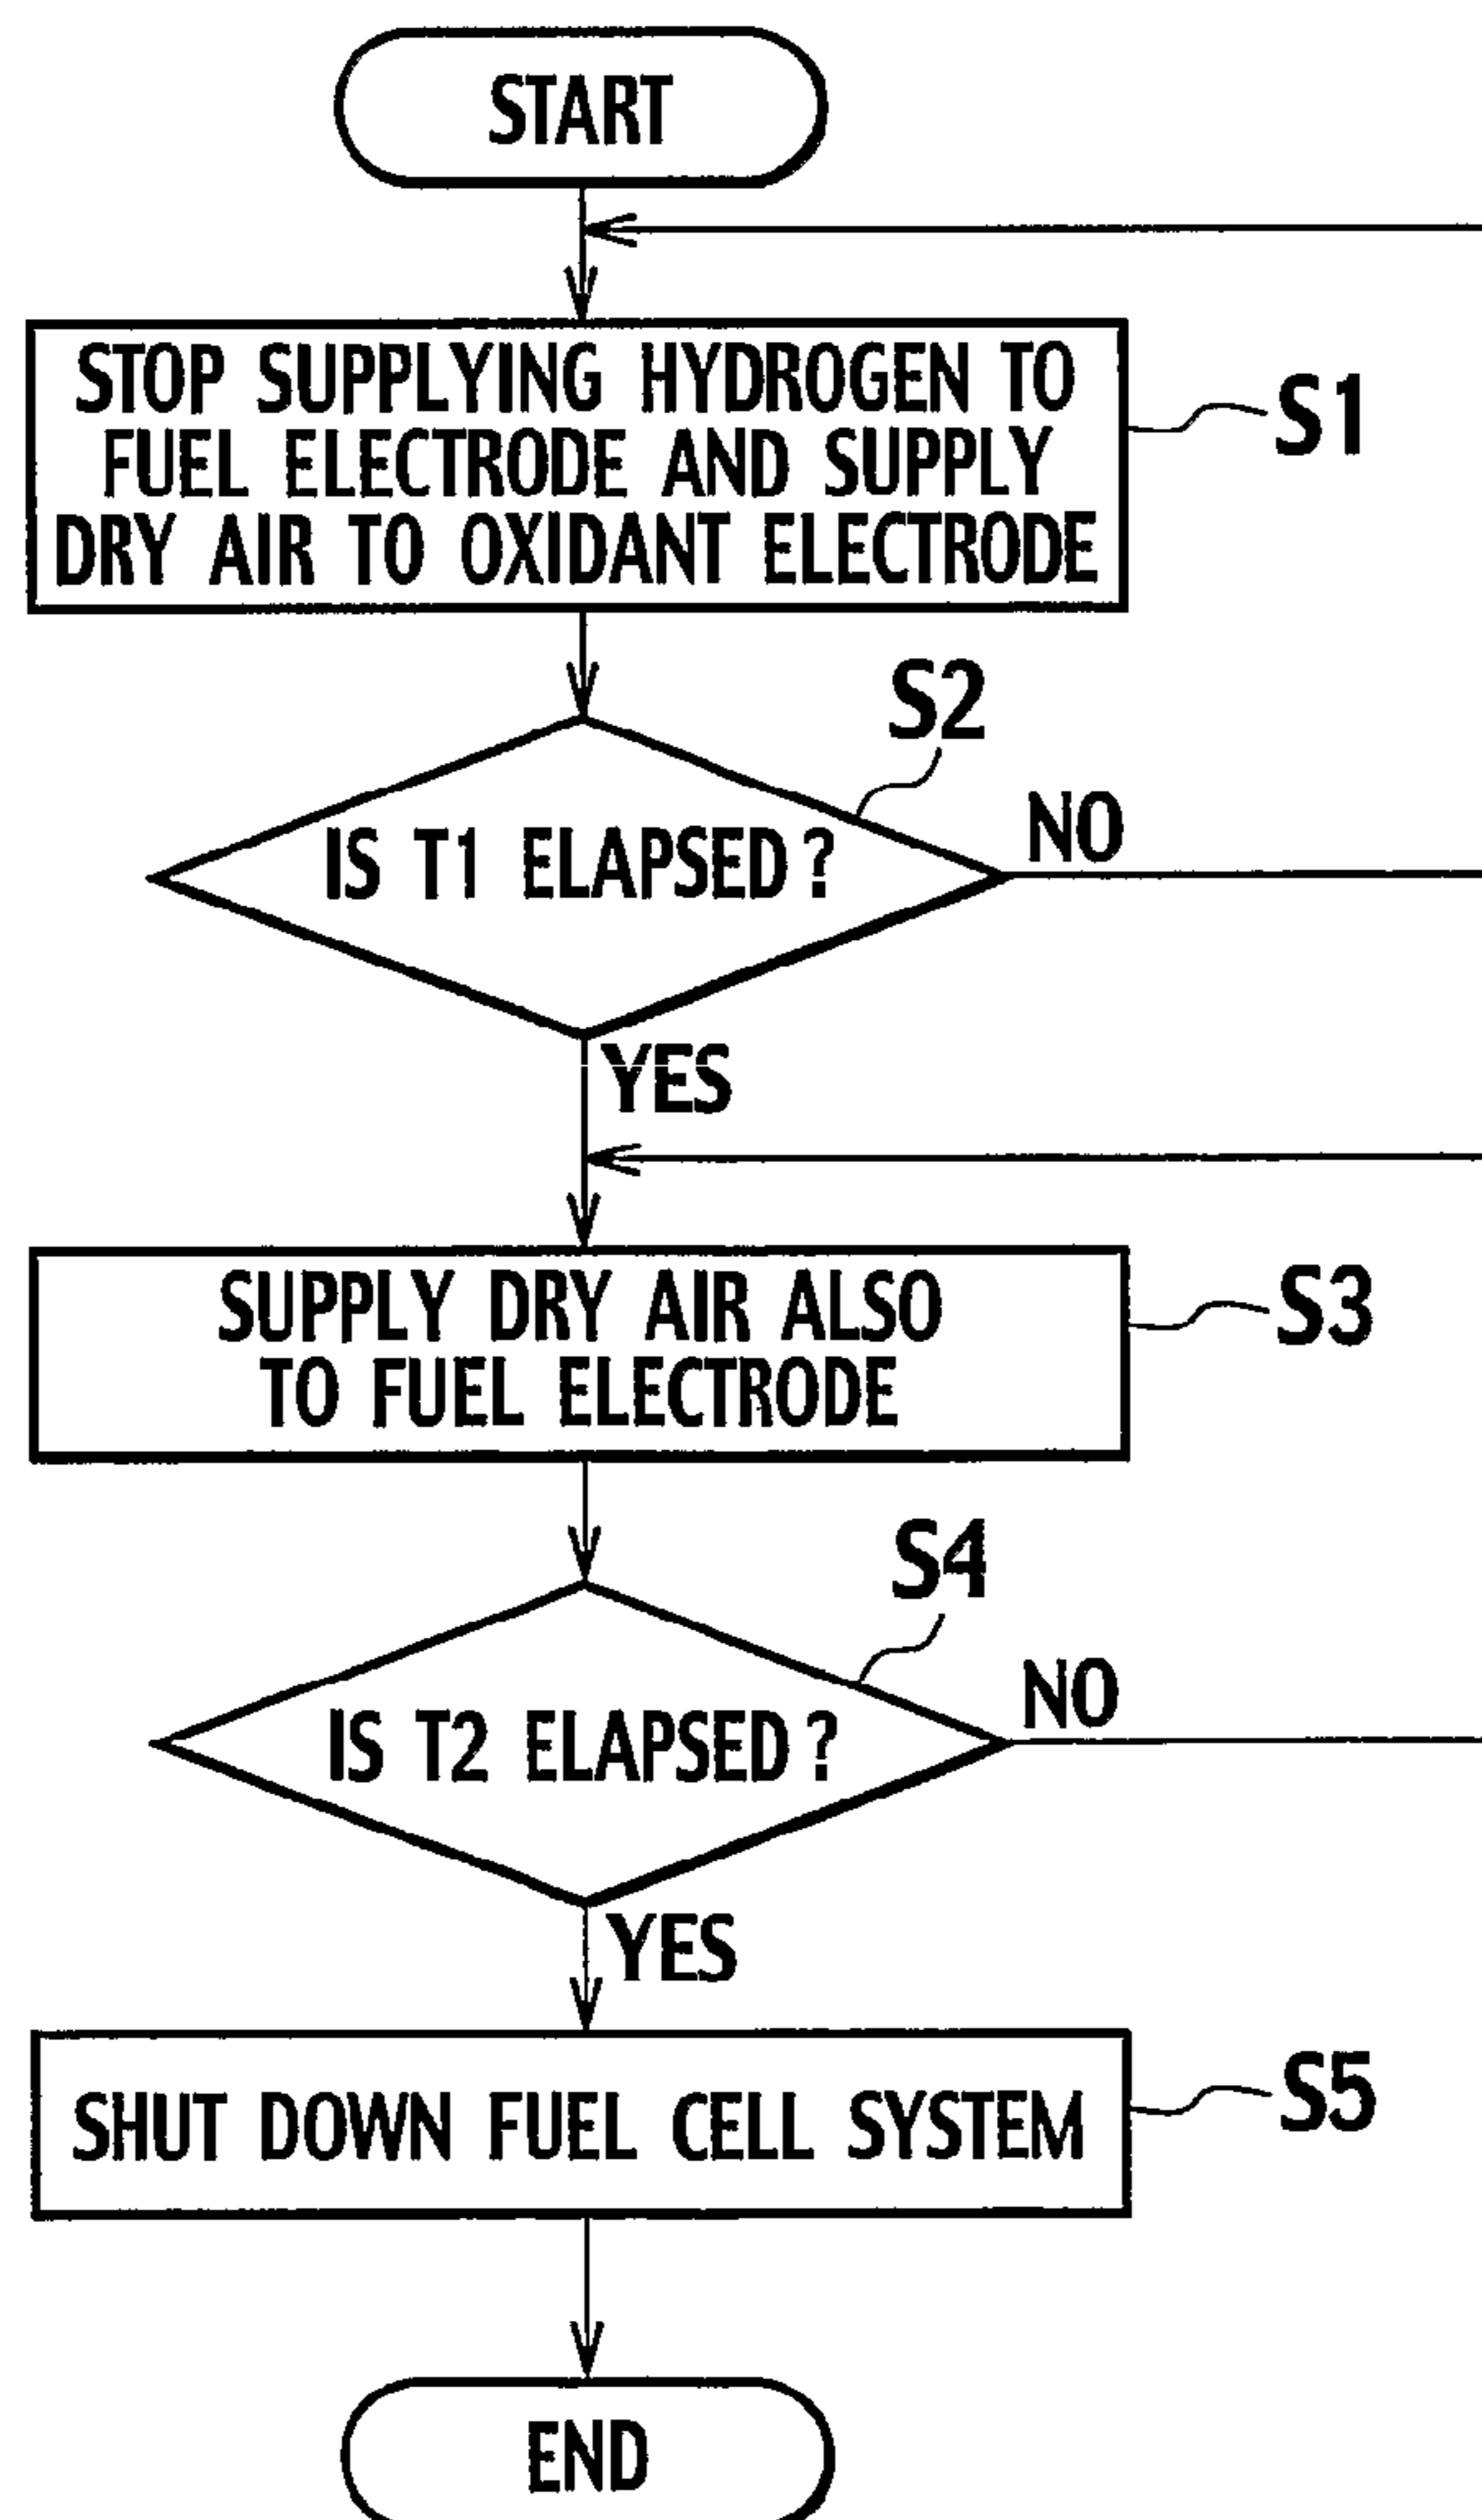 START
STOP SUPPLYING HYDROGEN TO
FUEL ELECTRODE AND SUPPLY
DRY AIR TO OXIDANT ELECTRODE
S1
S2
IS T1 ELAPSED?
NO
YES
SUPPLY DRY AIR ALSO
TO FUEL ELECTRODE
S3
S4
IS T2 ELAPSED?
NO
YES
SHUT DOWN FUEL CELL SYSTEM
S5
END